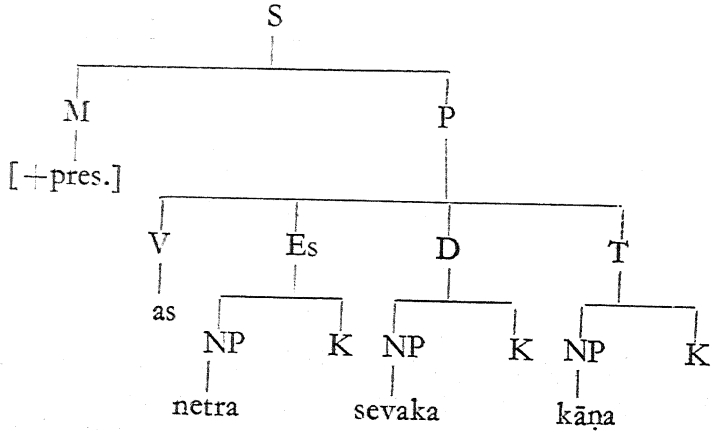 S
M P
[+pres.]
V Es D T
as
NP K NP K NP K
netra sevaka kāṇa